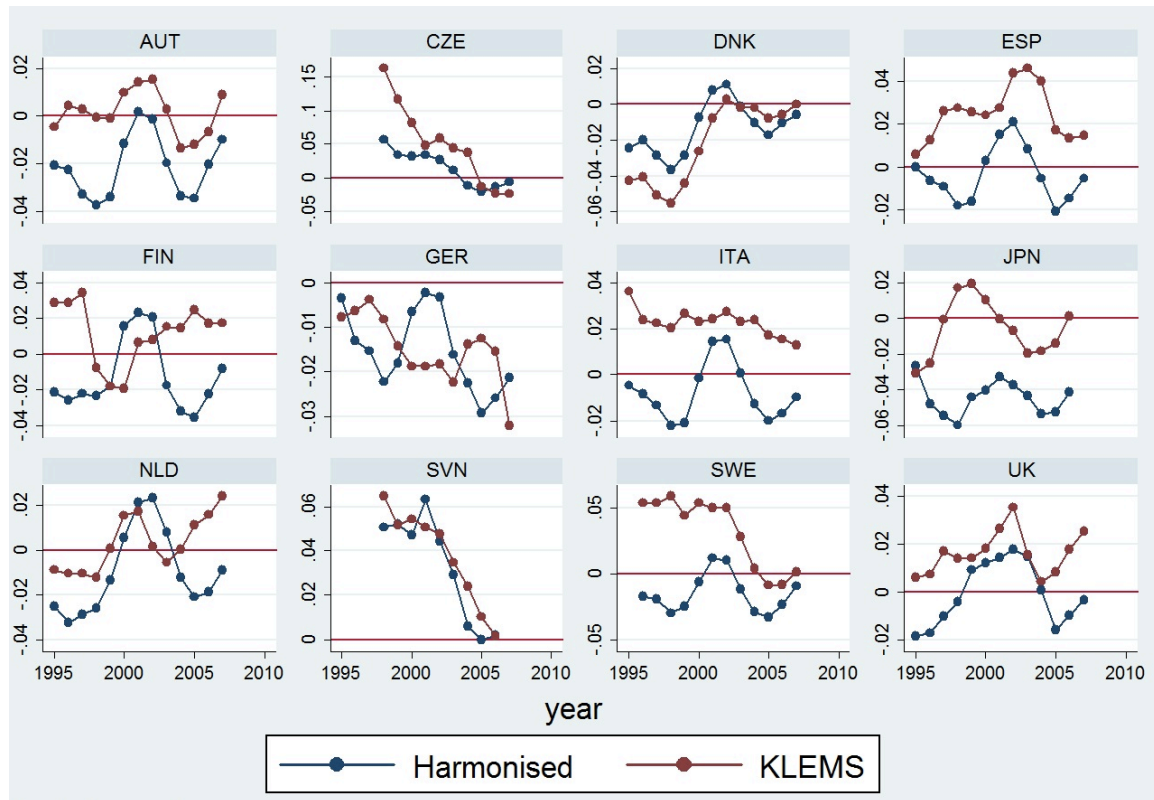 AUT CZE DNK ESP
.02 .15 .02 .04
0 .1 0 .02
-.02 .05 -.02 0
-.04 0 -.04 -.02
-.05 -.06
FIN GER ITA JPN
.04 0 .04 .02
.02 -.01 .02 0
0 -.02 0 -.02
-.02 -.03 -.02 -.04
-.04 -.06
NLD SVN SWE UK
.02 .06 .05 .04
0 .04 0 .02
-.02 .02 -.05 0
-.04 0 -.02
1995 2000 2005 2010 1995 2000 2005 2010 1995 2000 2005 2010 1995 2000 2005 2010
year
Harmonised KLEMS